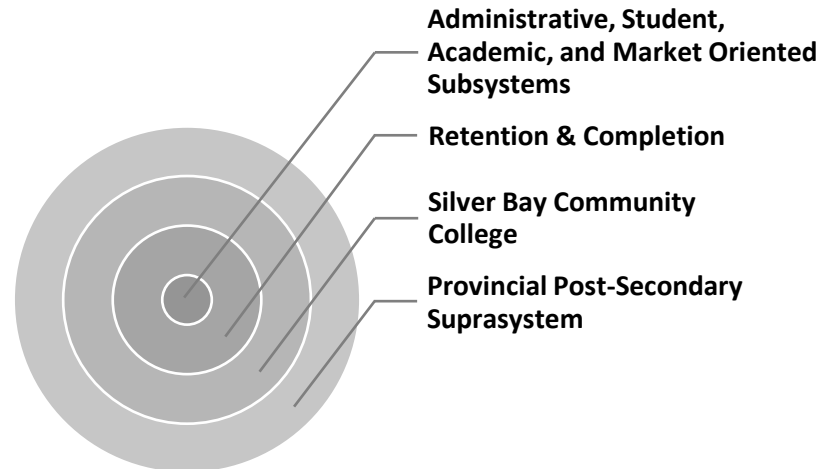 Administrative, Student,
Academic, and Market Oriented
Subsystems
Retention & Completion
Silver Bay Community
College
Provincial Post-Secondary
Suprasystem